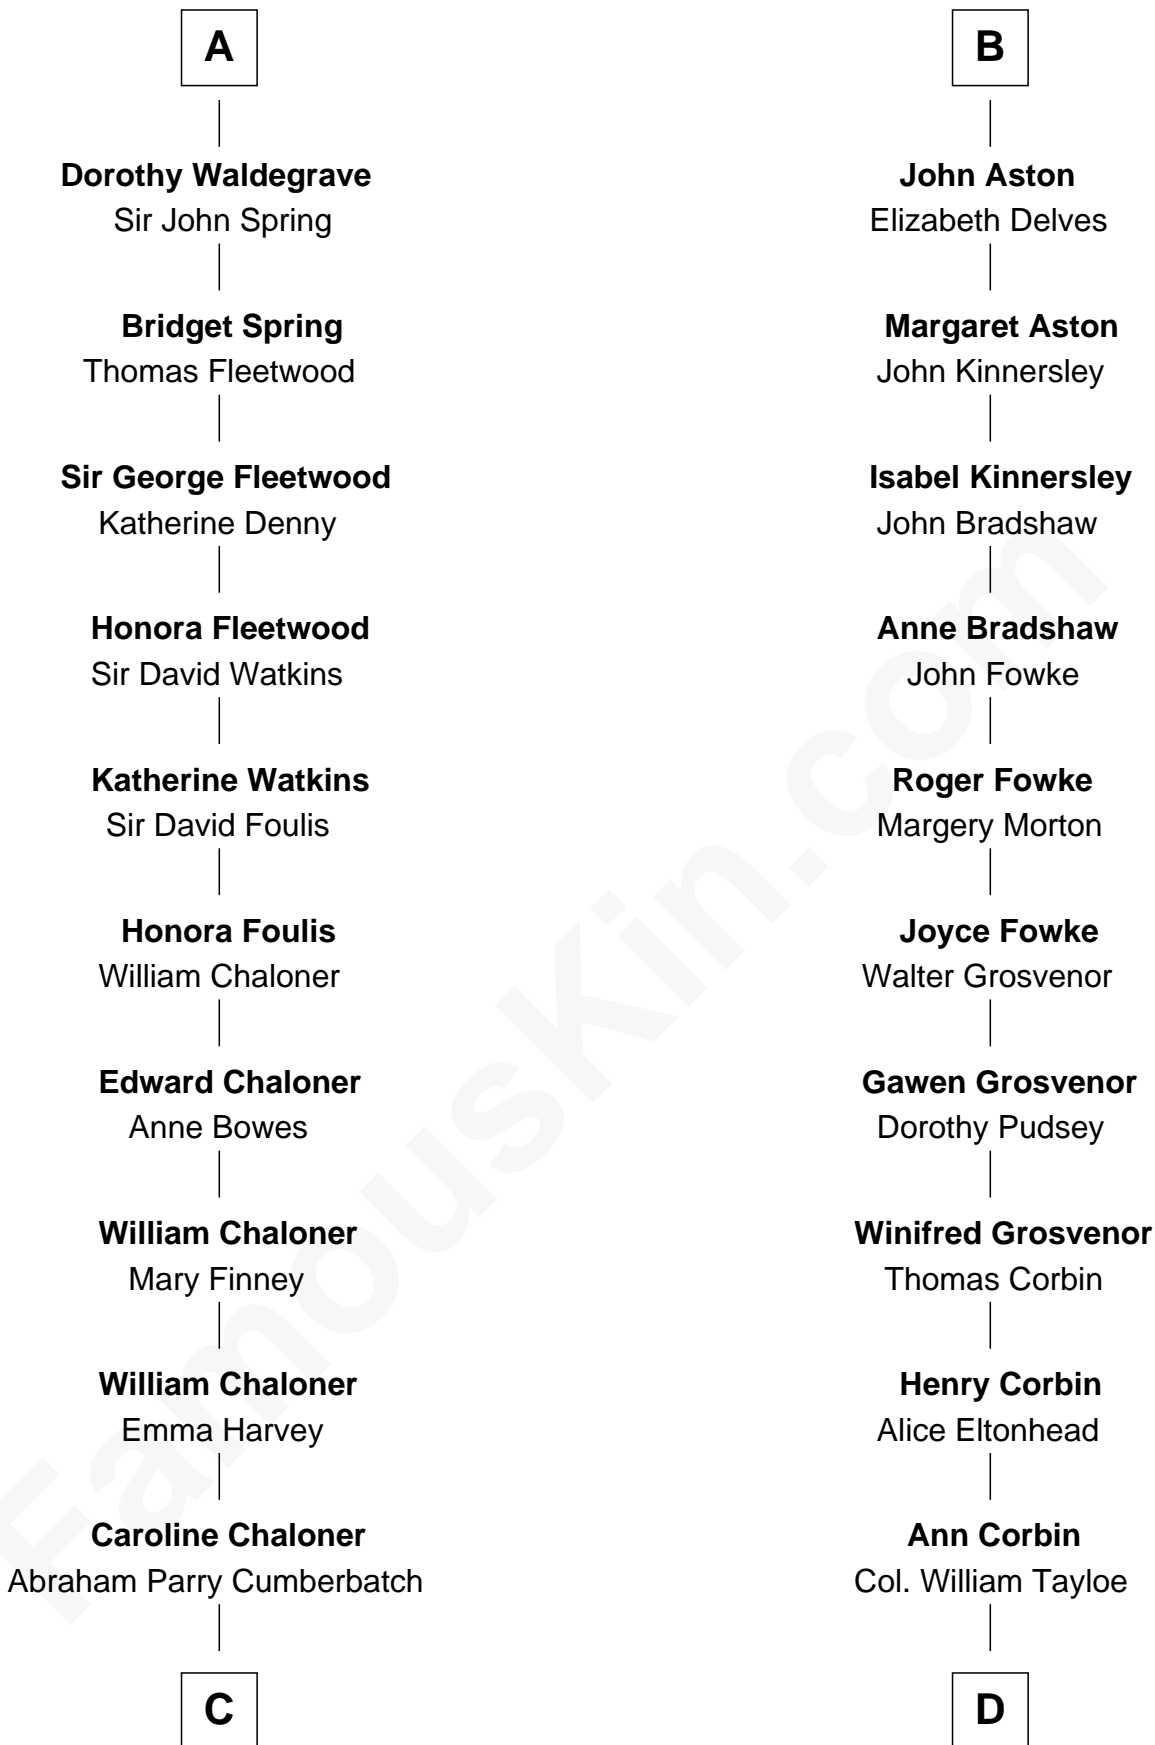 A
Dorothy Waldegrave
Sir John Spring
Bridget Spring
Thomas Fleetwood
Sir George Fleetwood
Katherine Denny
Honora Fleetwood
Sir David Watkins
Katherine Watkins
Sir David Foulis
Honora Foulis
William Chaloner
Edward Chaloner
Anne Bowes
William Chaloner
Mary Finney
William Chaloner
Emma Harvey
Caroline Chaloner
Abraham Parry Cumberbatch
C
B
John Aston
Elizabeth Delves
Margaret Aston
John Kinnersley
Isabel Kinnersley
John Bradshaw
Anne Bradshaw
John Fowke
Roger Fowke
Margery Morton
Joyce Fowke
Walter Grosvenor
Gawen Grosvenor
Dorothy Pudsey
Winifred Grosvenor
Thomas Corbin
Henry Corbin
Alice Eltonhead
Ann Corbin
Col. William Tayloe
D
FamousKin.com